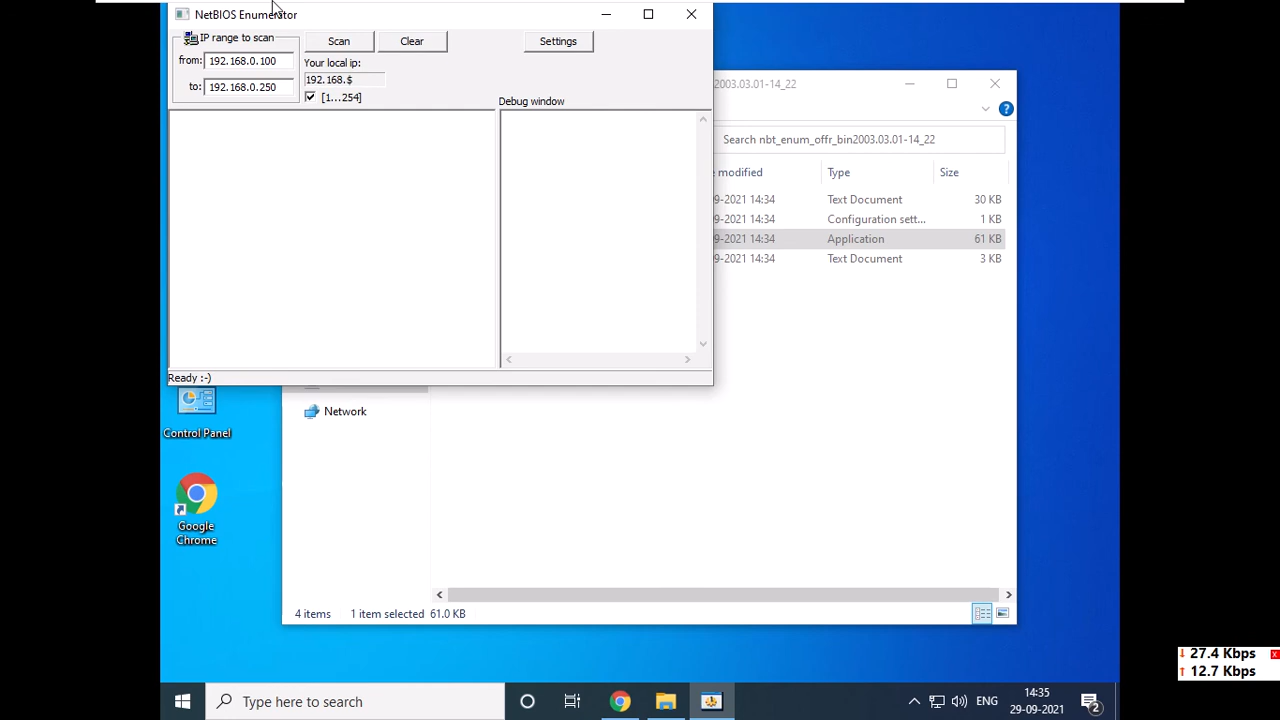 NetBIOS Enumerator
IP range to scan
from: 192.168.0.100
to: 192.168.0.250
Scan
Clear
Settings
Your local ip:
192.168.$
[1...254]
Debug window
Ready :-)
2003.03.01-14_22
Search nbt_enum_offr_bin2003.03.01-14_22
e modified Type Size
9-2021 14:34 Text Document 30 KB
9-2021 14:34 Configuration sett... 1 KB
9-2021 14:34 Application 61 KB
9-2021 14:34 Text Document 3 KB
Network
Control Panel
Google
Chrome
4 items 1 item selected 61.0 KB
27.4 Kbps x
12.7 Kbps
Type here to search
ENG
14:35
29-09-2021
2